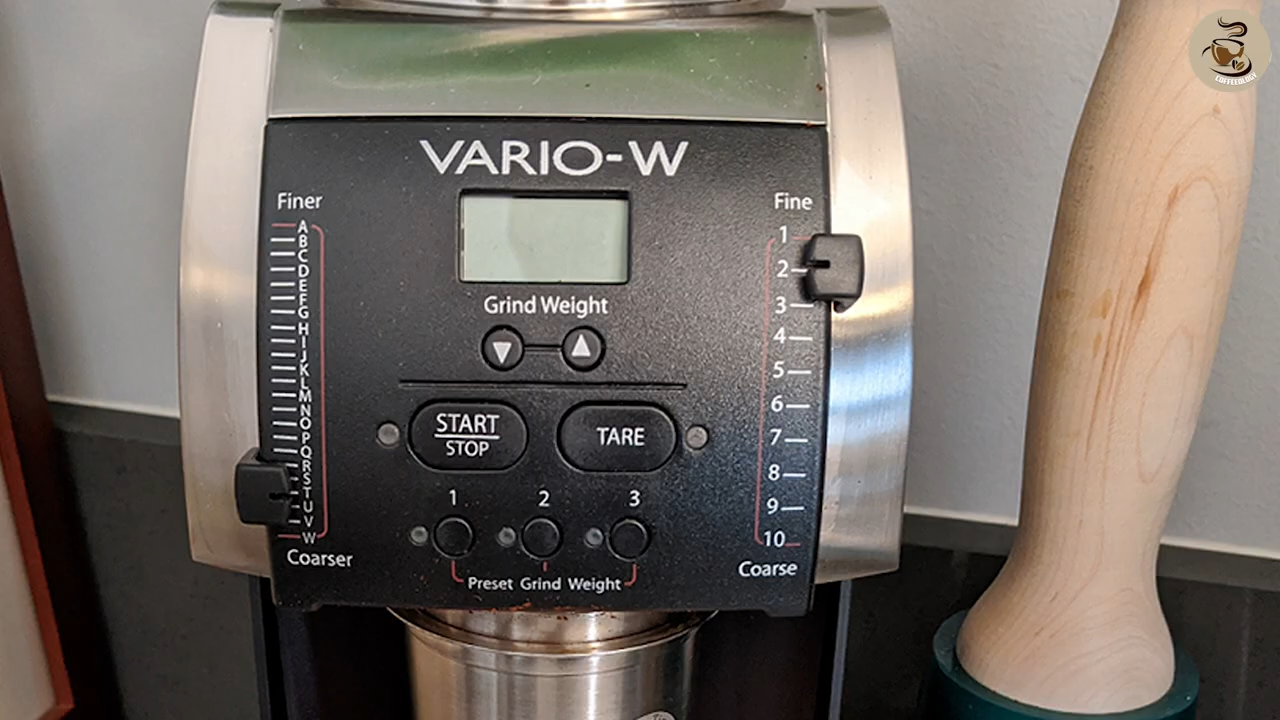 COFFEEOLOGY
VARIO-W
Finer
A
B
C
D
E
F
G
H
I
J
K
L
M
N
O
P
Q
R
S
T
U
V
W
Coarser
Grind Weight
START
STOP
TARE
1 2 3
Preset Grind Weight
Fine
1
2
3
4
5
6
7
8
9
10
Coarse